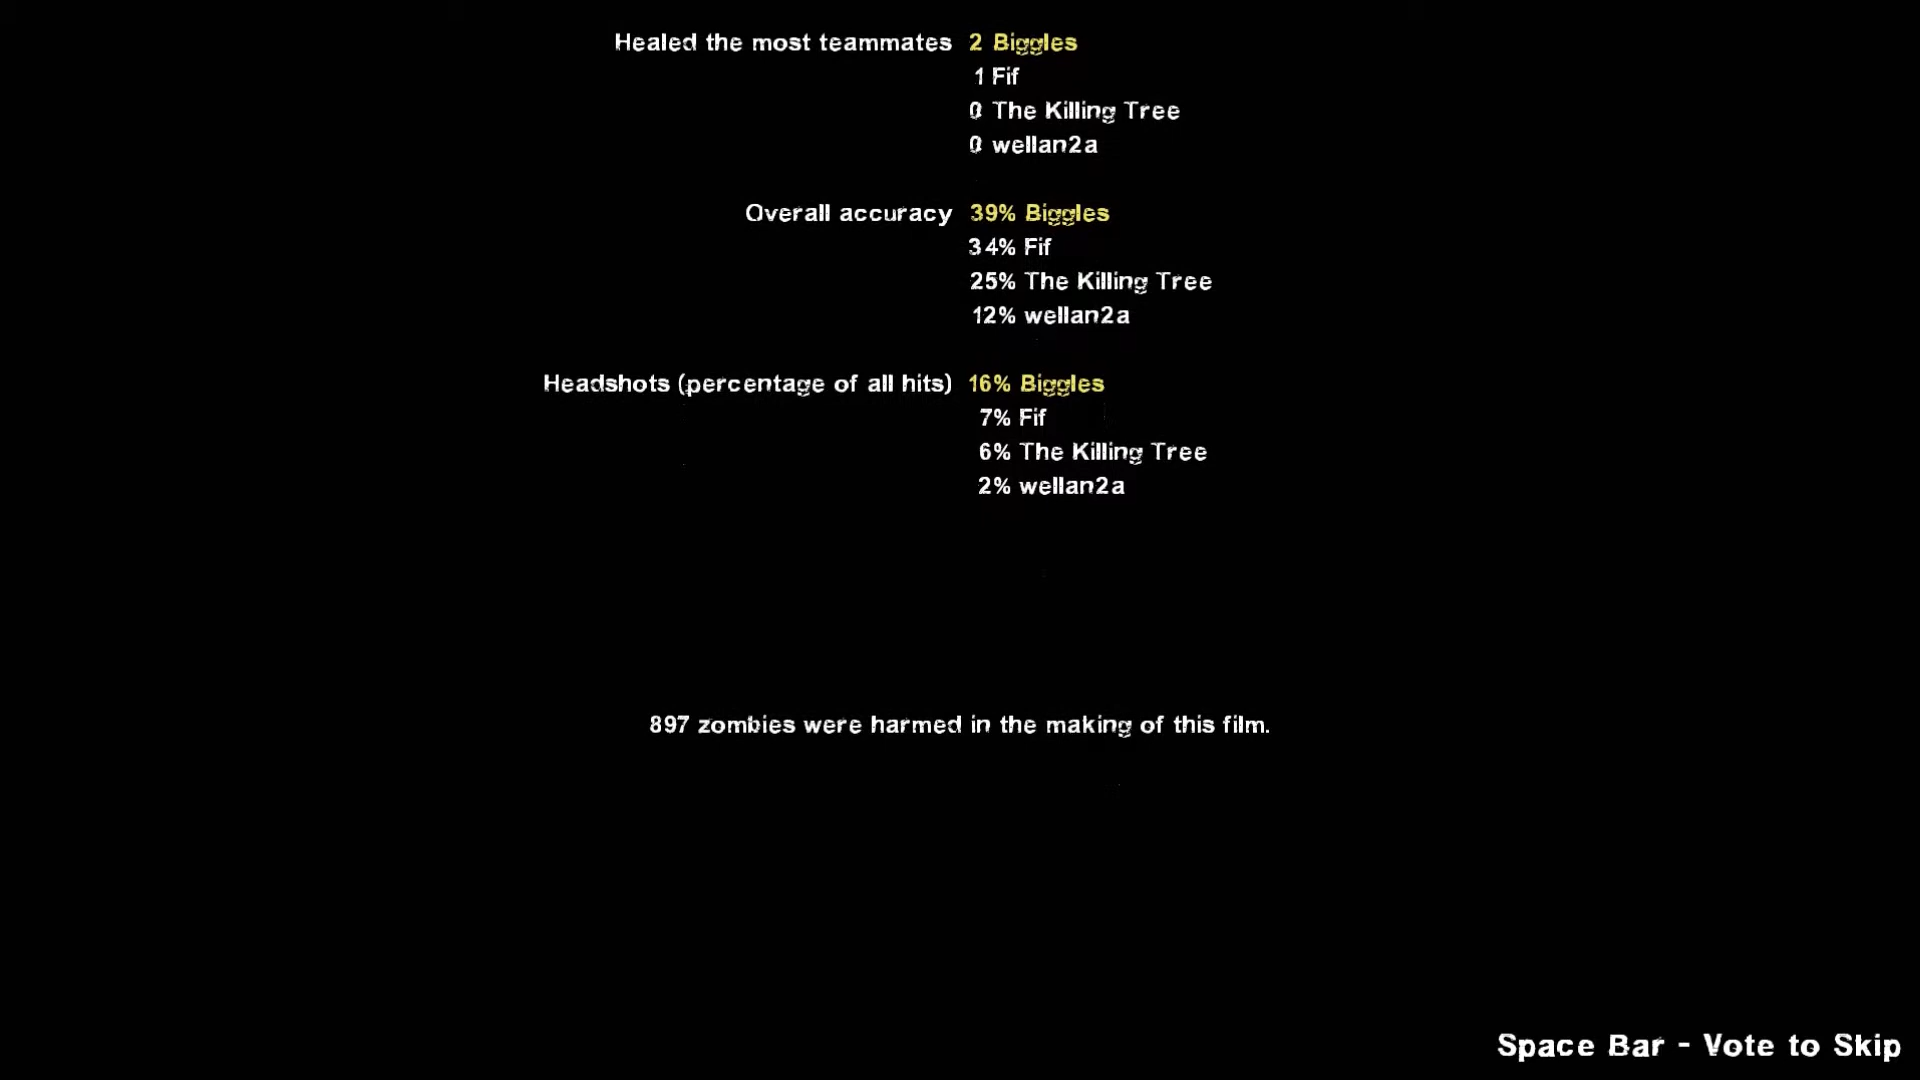 Healed the most teammates 2 Biggles
1 Fif
0 The Killing Tree
0 wellan2a
Overall accuracy 39% Biggles
34% Fif
25% The Killing Tree
12% wellan2a
Headshots (percentage of all hits) 16% Biggles
7% Fif
6% The Killing Tree
2% wellan2a
897 zombies were harmed in the making of this film.
Space Bar - Vote to Skip